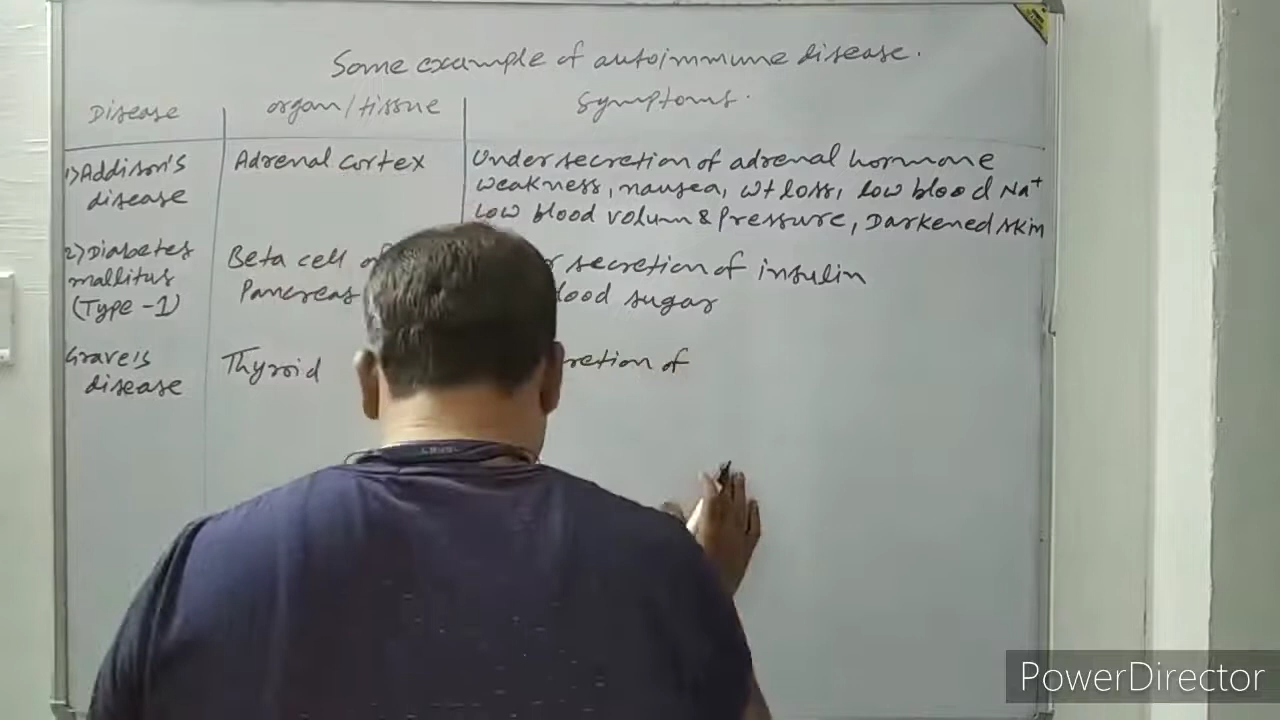 Some example of autoimmune disease.
Disease organ/tissue Symptoms.
1) Addison's disease
Adrenal cortex
Under secretion of adrenal hormone
weakness, nausea, wt loss, low blood Na+
Low blood volum & Pressure, Darkened skin
2) Diabetes mallitus (Type-1)
Beta cell of
Pancreas
secretion of insulin
blood sugar
Grave's disease
Thyroid
of
PowerDirector